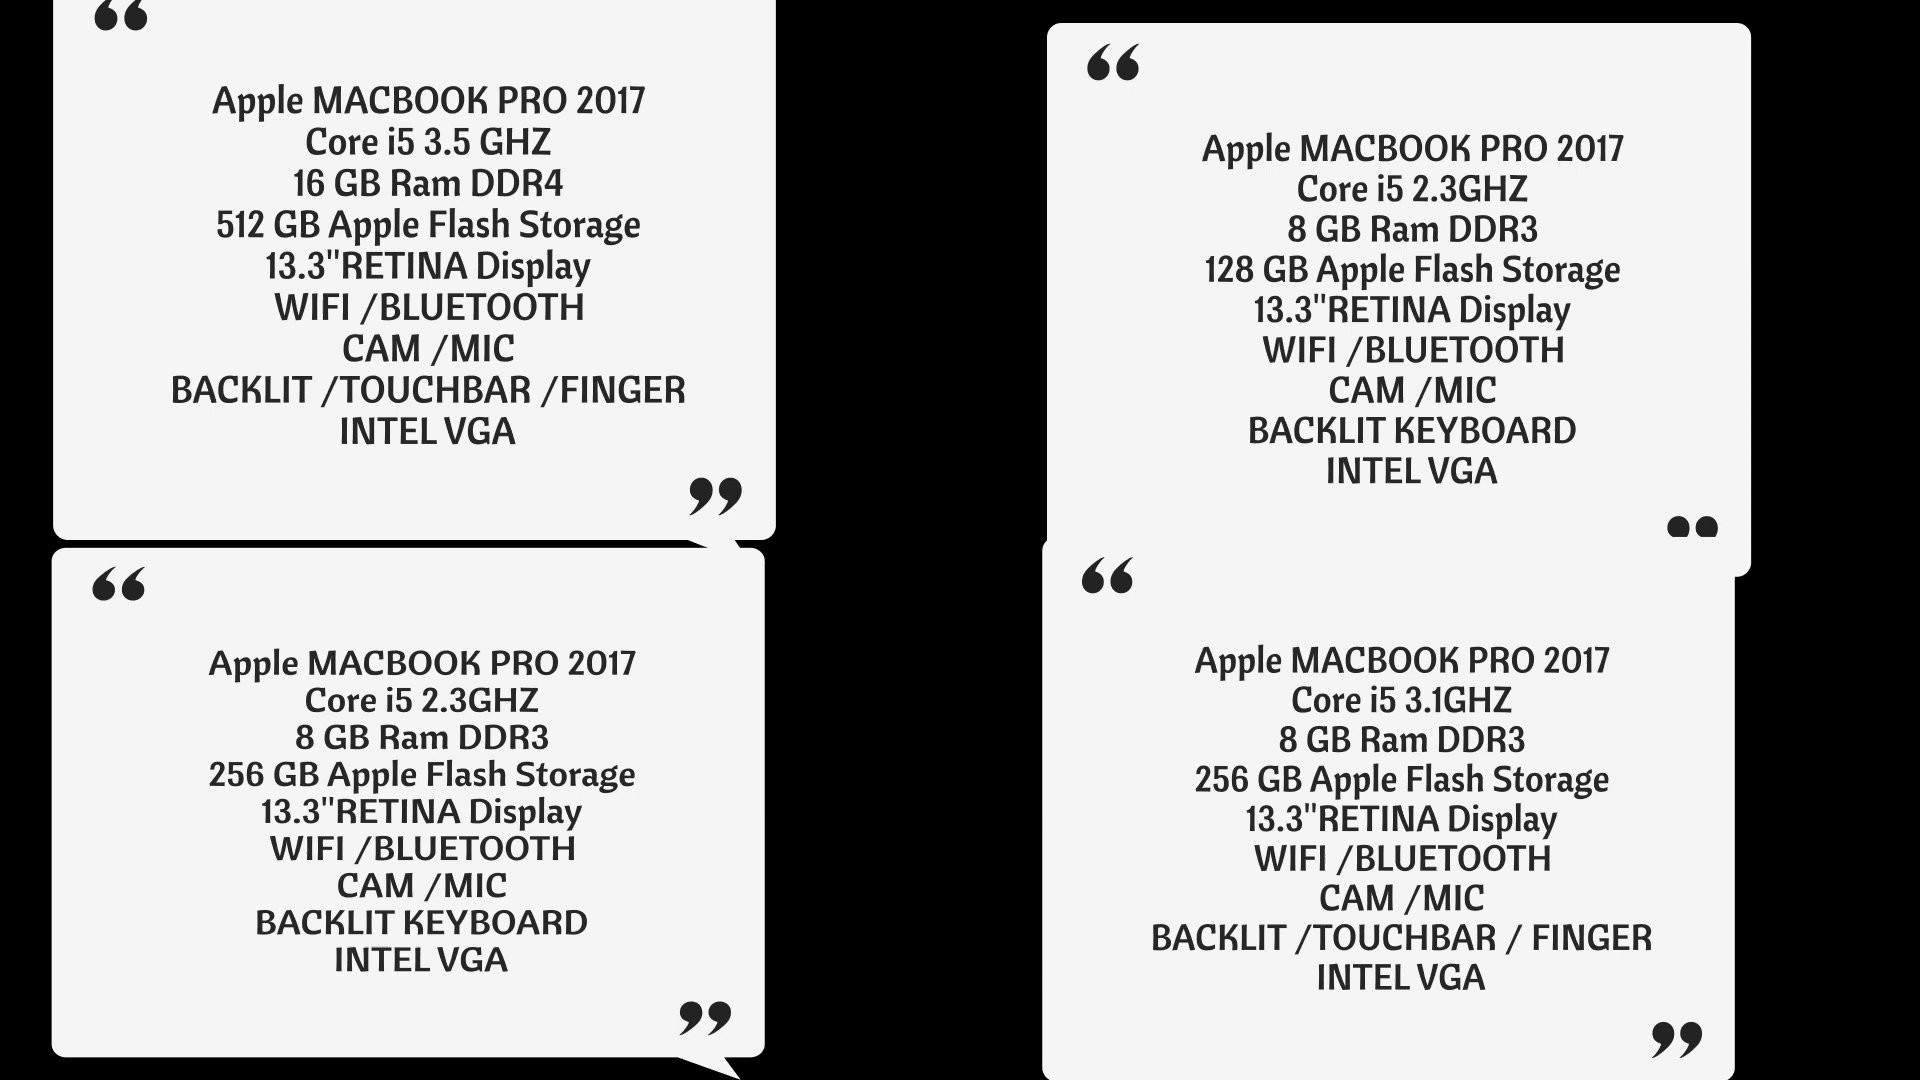 Apple MACBOOK PRO 2017
Core i5 3.5 GHZ
16 GB Ram DDR4
512 GB Apple Flash Storage
13.3"RETINA Display
WIFI /BLUETOOTH
CAM /MIC
BACKLIT /TOUCHBAR /FINGER
INTEL VGA
Apple MACBOOK PRO 2017
Core i5 2.3GHZ
8 GB Ram DDR3
128 GB Apple Flash Storage
13.3"RETINA Display
WIFI /BLUETOOTH
CAM /MIC
BACKLIT KEYBOARD
INTEL VGA
Apple MACBOOK PRO 2017
Core i5 2.3GHZ
8 GB Ram DDR3
256 GB Apple Flash Storage
13.3"RETINA Display
WIFI /BLUETOOTH
CAM /MIC
BACKLIT KEYBOARD
INTEL VGA
Apple MACBOOK PRO 2017
Core i5 3.1GHZ
8 GB Ram DDR3
256 GB Apple Flash Storage
13.3"RETINA Display
WIFI /BLUETOOTH
CAM /MIC
BACKLIT /TOUCHBAR / FINGER
INTEL VGA